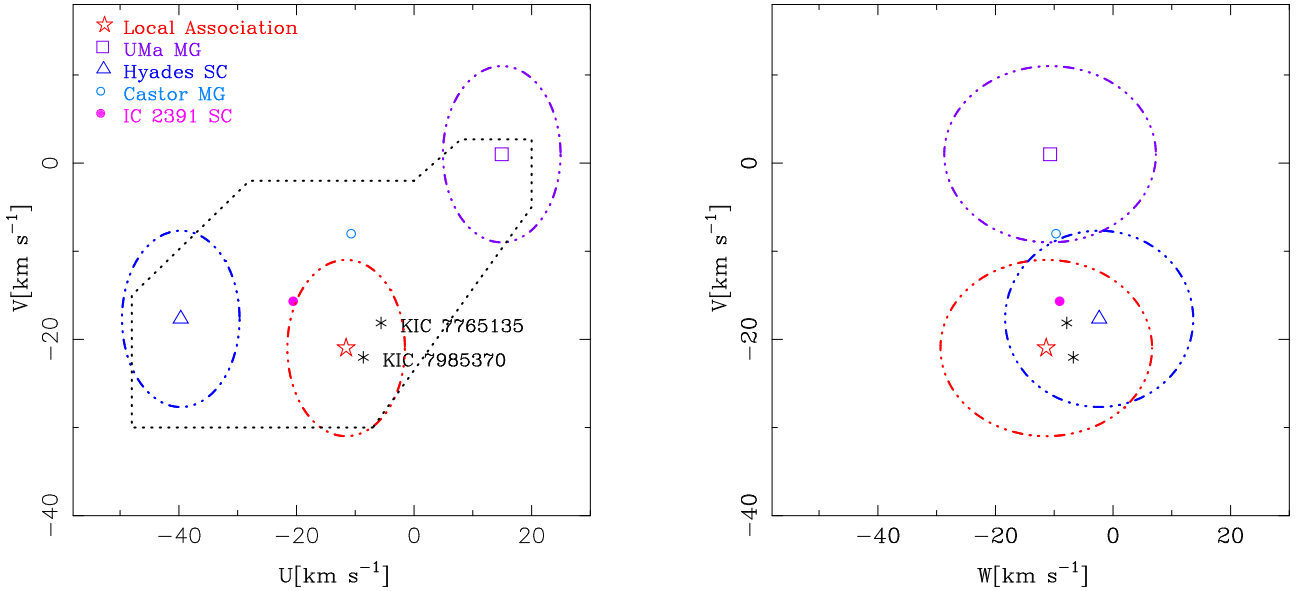 Local Association
UMa MG
Hyades SC
Castor MG
IC 2391 SC
KIC 7765135
KIC 7985370
0
−20
−40
V[km s⁻¹]
−40
−20
0
20
U[km s⁻¹]
0
−20
−40
V[km s⁻¹]
−40
−20
0
20
W[km s⁻¹]